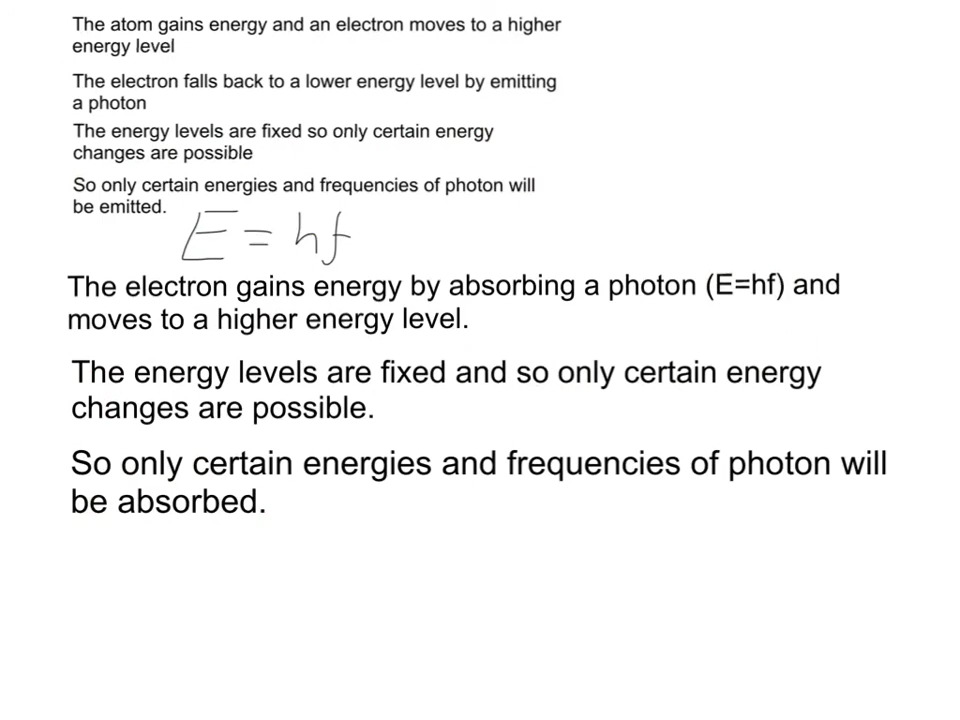 The atom gains energy and an electron moves to a higher
energy level
The electron falls back to a lower energy level by emitting
a photon
The energy levels are fixed so only certain energy
changes are possible
So only certain energies and frequencies of photon will
be emitted.
E = hf
The electron gains energy by absorbing a photon (E=hf) and
moves to a higher energy level.
The energy levels are fixed and so only certain energy
changes are possible.
So only certain energies and frequencies of photon will
be absorbed.